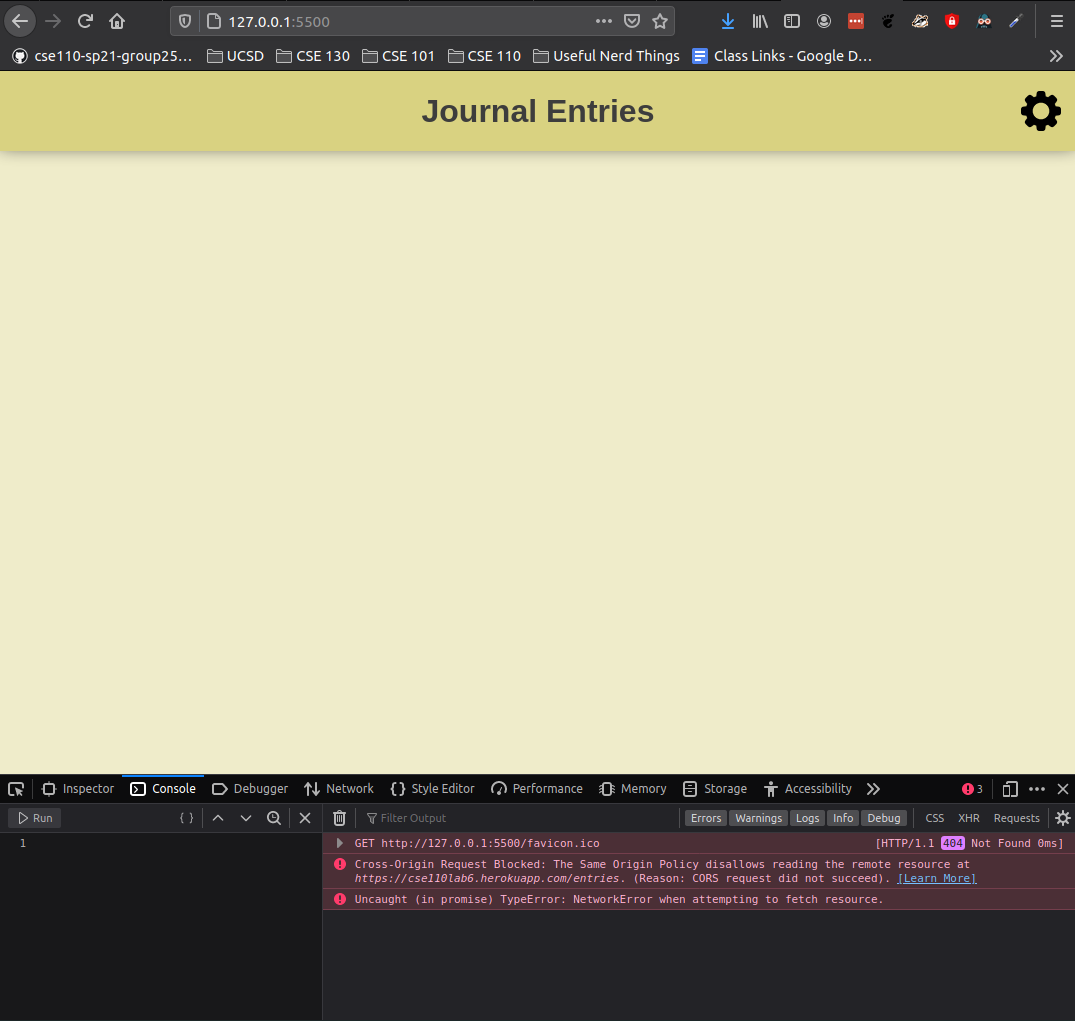 127.0.0.1:5500
cse110-sp21-group25… UCSD CSE 130 CSE 101 CSE 110 Useful Nerd Things Class Links - Google D…
Journal Entries
Inspector Console Debugger Network Style Editor Performance Memory Storage Accessibility 3
Run { } Filter Output Errors Warnings Logs Info Debug CSS XHR Requests
1
GET http://127.0.0.1:5500/favicon.ico [HTTP/1.1 404 Not Found 0ms]
Cross-Origin Request Blocked: The Same Origin Policy disallows reading the remote resource at
https://cse110lab6.herokuapp.com/entries. (Reason: CORS request did not succeed). [Learn More]
Uncaught (in promise) TypeError: NetworkError when attempting to fetch resource.